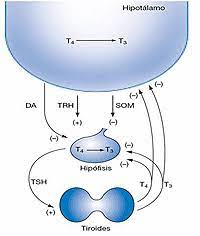 Hipotálamo
T4 → T3
(-)
(-)
DA TRH SOM
(-) (+) (-)
(-)
T4 → T3
(-)
Hipófisis
TSH
T4 T3
(+)
Tiroides